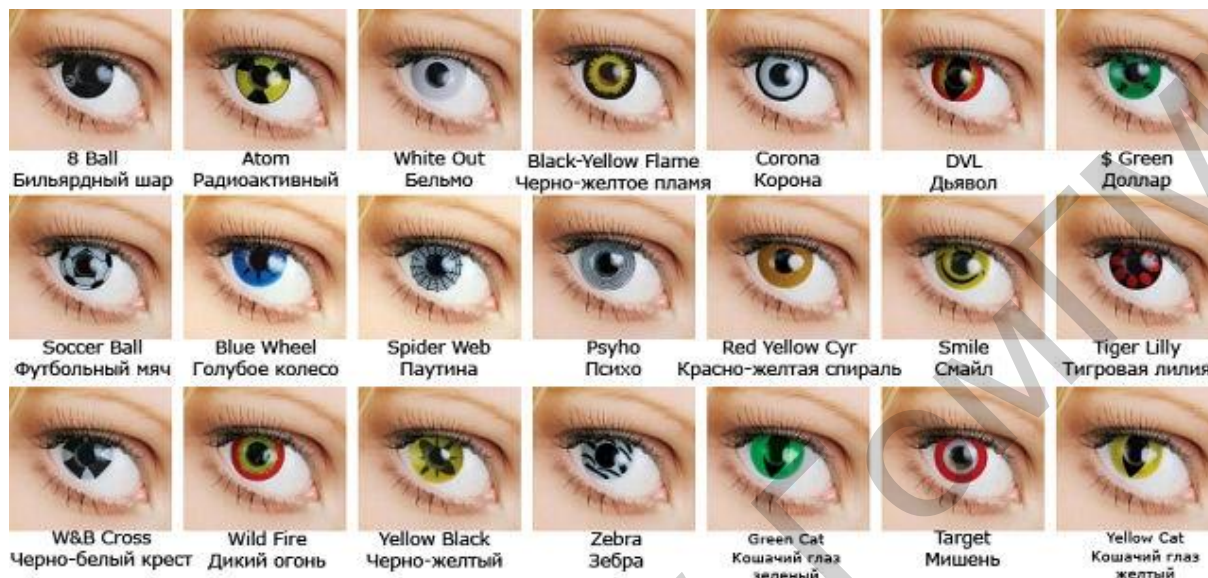 8 Ball Atom White Out Black-Yellow Flame Corona DVL $ Green
Бильярдный шар Радиоактивный Бельмо Черно-желтое пламя Корона Дьявол Доллар
Soccer Ball Blue Wheel Spider Web Psyho Red Yellow Cyr Smile Tiger Lilly
Футбольный мяч Голубое колесо Паутина Психо Красно-желтая спираль Смайл Тигровая лилия
W&B Cross Wild Fire Yellow Black Zebra Green Cat Target Yellow Cat
Черно-белый крест Дикий огонь Черно-желтый Зебра Кошачий глаз Мишень Кошачий глаз
зеленый желтый